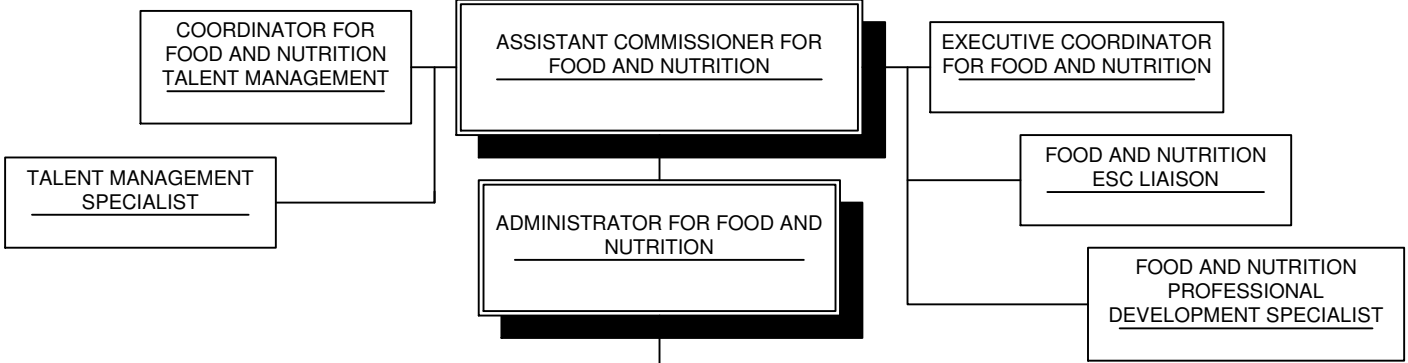 COORDINATOR FOR
FOOD AND NUTRITION
TALENT MANAGEMENT
ASSISTANT COMMISSIONER FOR
FOOD AND NUTRITION
EXECUTIVE COORDINATOR
FOR FOOD AND NUTRITION
TALENT MANAGEMENT
SPECIALIST
FOOD AND NUTRITION
ESC LIAISON
ADMINISTRATOR FOR FOOD AND
NUTRITION
FOOD AND NUTRITION
PROFESSIONAL
DEVELOPMENT SPECIALIST